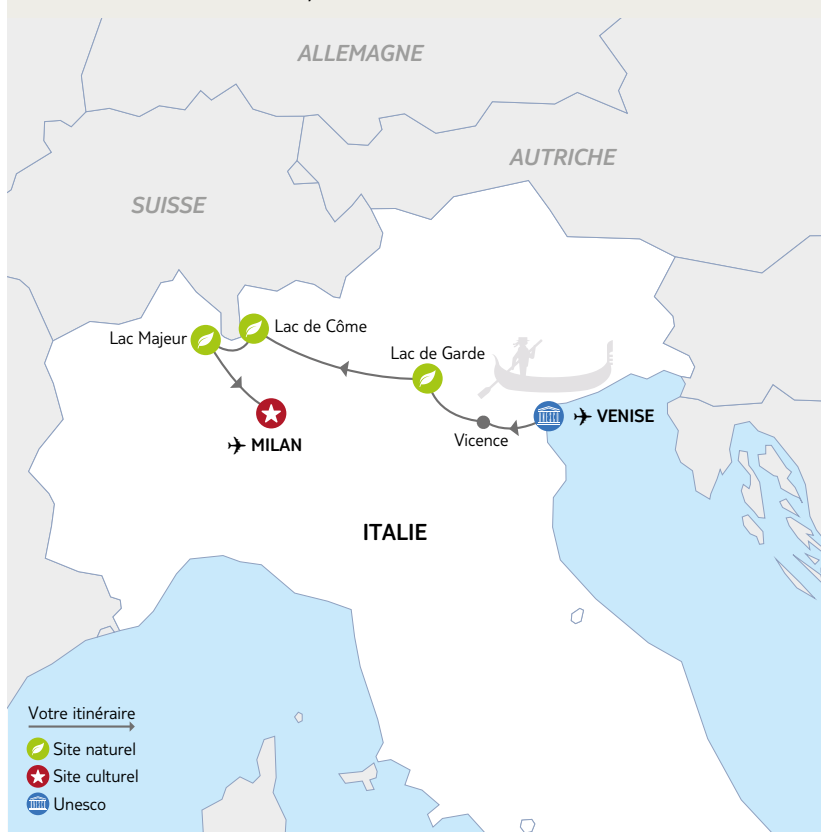 ALLEMAGNE
AUTRICHE
SUISSE
Lac de Côme
Lac Majeur
Lac de Garde
VENISE
Vicence
MILAN
ITALIE
Votre itinéraire
Site naturel
Site culturel
Unesco